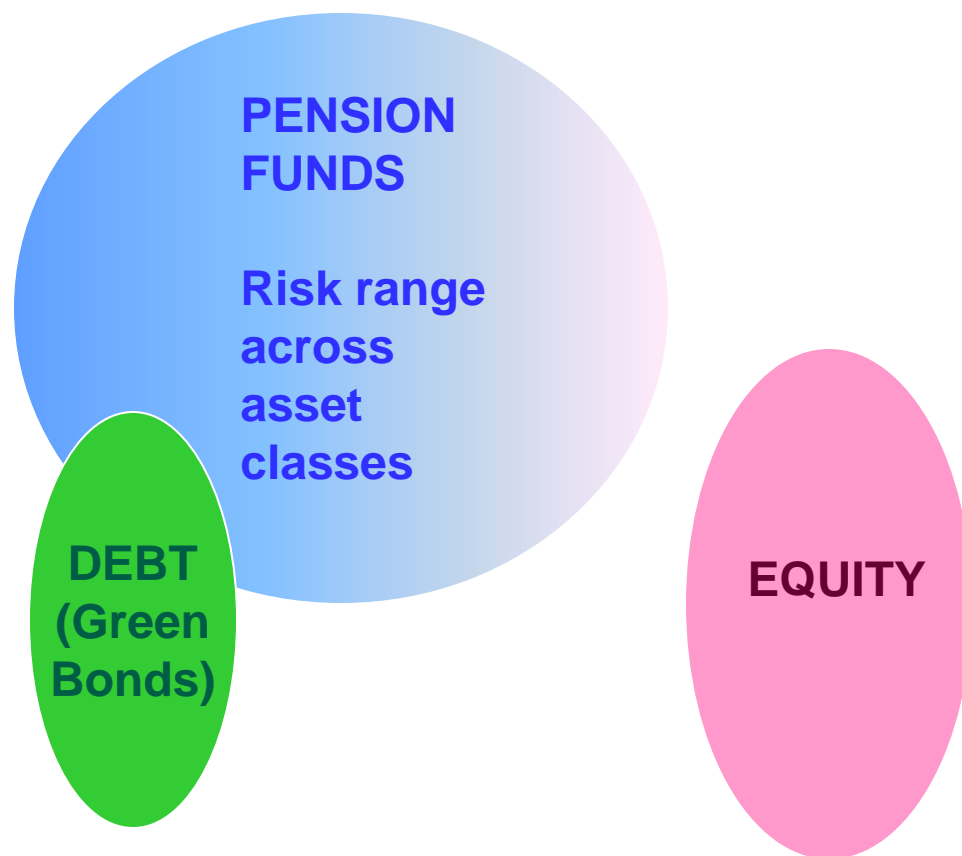 PENSION
FUNDS
Risk range
across
asset
classes
DEBT
(Green
Bonds)
EQUITY